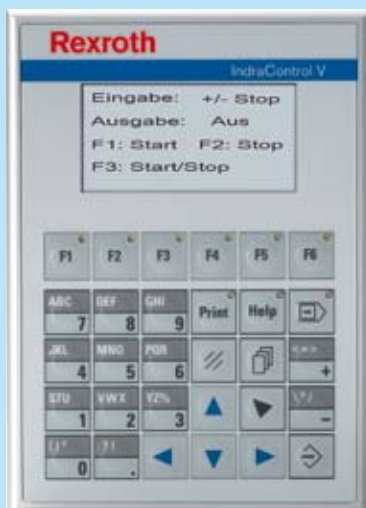 Rexroth
IndraControl V
Eingabe: +/- Stop
Ausgabe: Aus
F1: Start F2: Stop
F3: Start/Stop
F1 F2 F3 F4 F5 F6
ABC 7 DEF 8 GHI 9 Print Help
JKL 4 MNO 5 PQR 6 <=> +
STU 1 VWX 2 YZ% 3 -
0 .